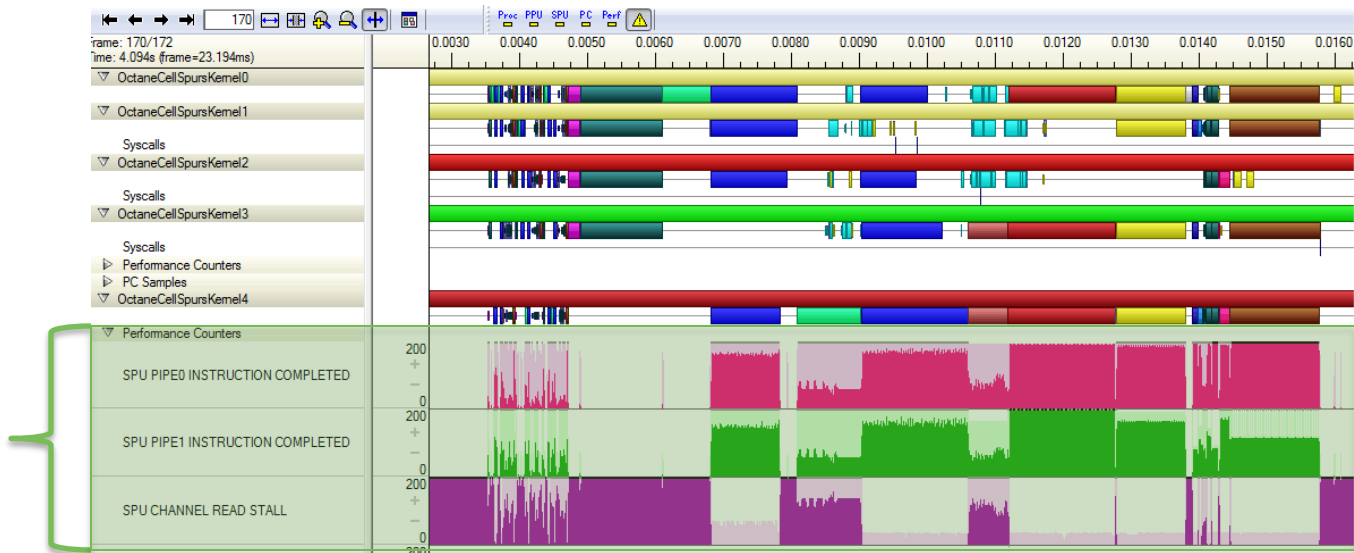 170 Proc PPU SPU PC Perf
Frame: 170/172
Time: 4.094s (frame=23.194ms)
0.0030 0.0040 0.0050 0.0060 0.0070 0.0080 0.0090 0.0100 0.0110 0.0120 0.0130 0.0140 0.0150 0.0160
OctaneCellSpursKernel0
OctaneCellSpursKernel1
Syscalls
OctaneCellSpursKernel2
Syscalls
OctaneCellSpursKernel3
Syscalls
Performance Counters
PC Samples
OctaneCellSpursKernel4
Performance Counters
200
SPU PIPE0 INSTRUCTION COMPLETED
+
−
0
200
SPU PIPE1 INSTRUCTION COMPLETED
+
−
0
200
SPU CHANNEL READ STALL
+
−
0
200